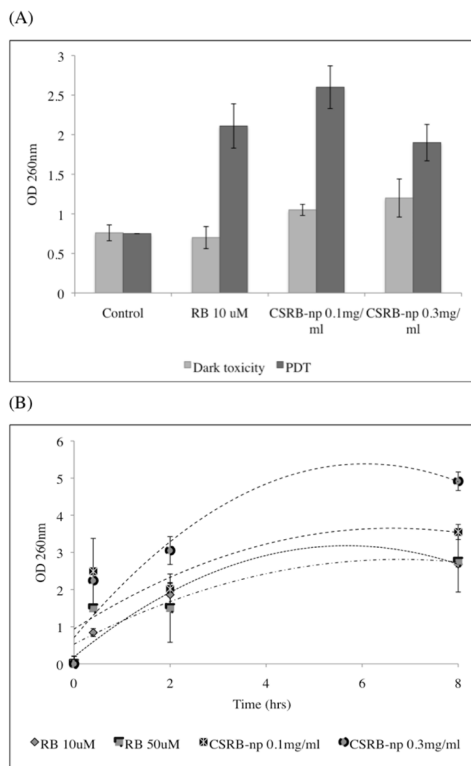 (A)
3
2.5
2
1.5
1
0.5
0
OD 260nm
Control
RB 10 uM
CSRB-np 0.1mg/
ml
CSRB-np 0.3mg/
ml
Dark toxicity
PDT
(B)
6
5
4
3
2
1
0
OD 260nm
0
2
4
6
8
Time (hrs)
RB 10uM
RB 50uM
CSRB-np 0.1mg/ml
CSRB-np 0.3mg/ml